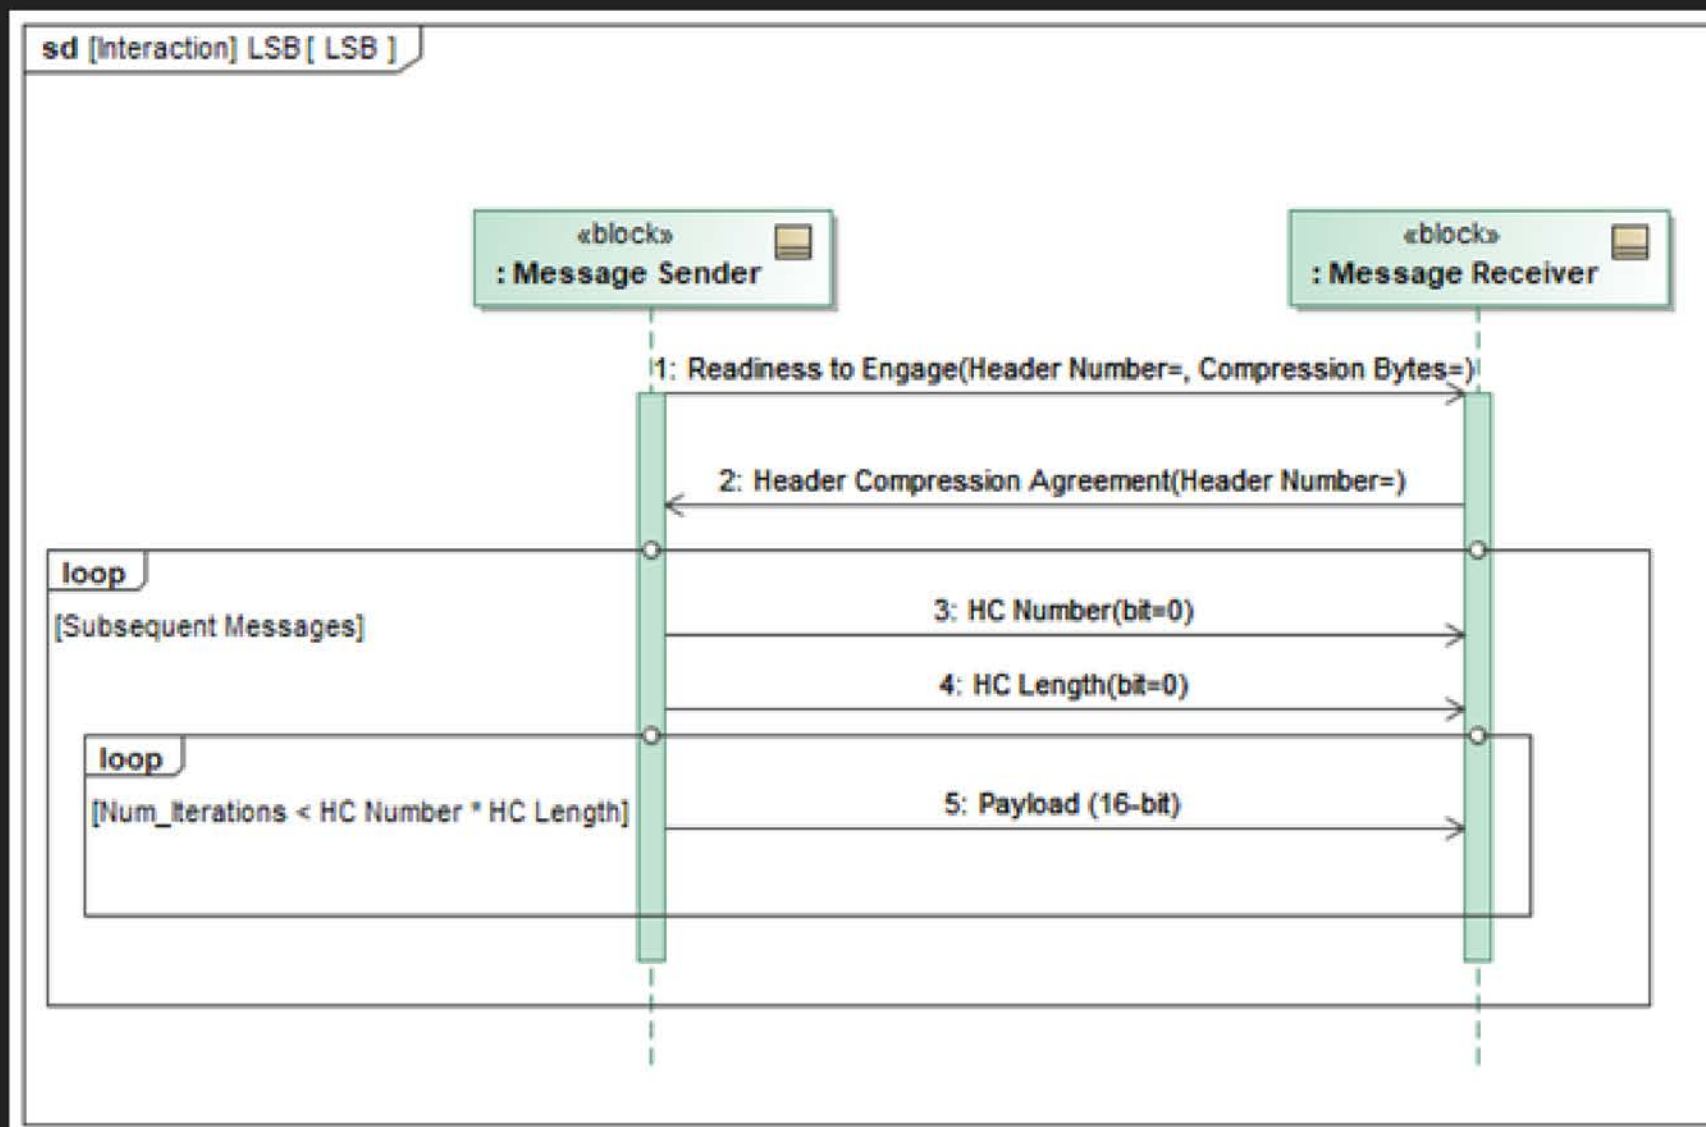 sd [Interaction] LSB[ LSB ]
«block»
: Message Sender
«block»
: Message Receiver
1: Readiness to Engage(Header Number=, Compression Bytes=)
2: Header Compression Agreement(Header Number=)
loop
[Subsequent Messages]
3: HC Number(bit=0)
4: HC Length(bit=0)
loop
[Num_Iterations < HC Number * HC Length]
5: Payload (16-bit)